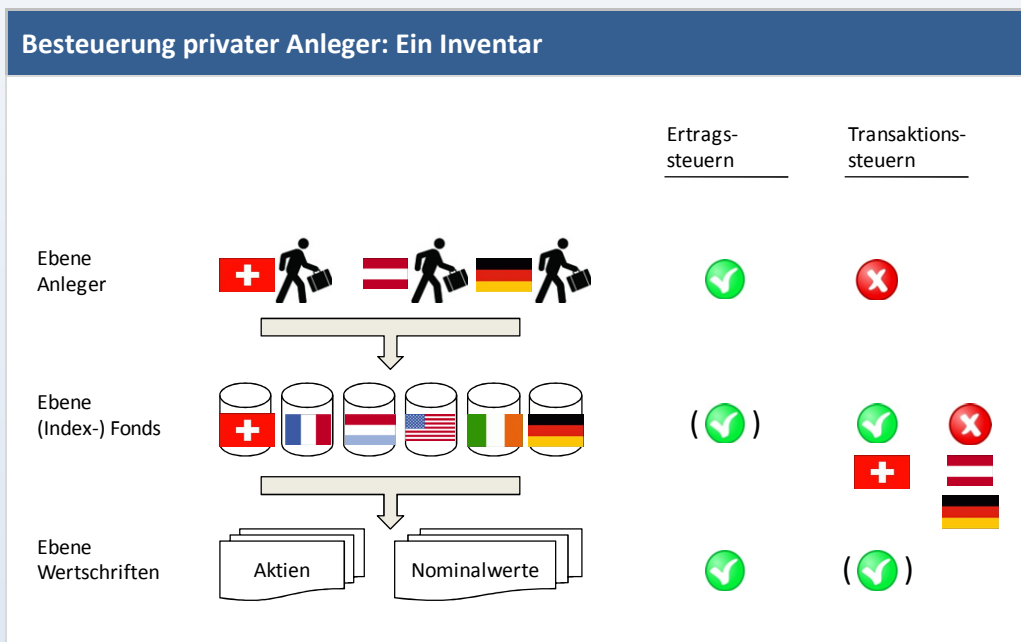 Besteuerung privater Anleger: Ein Inventar
Ertrags-
steuern
Transaktions-
steuern
Ebene
Anleger
Ebene
(Index-) Fonds
( )
Ebene
Wertschriften
Aktien
Nominalwerte
( )